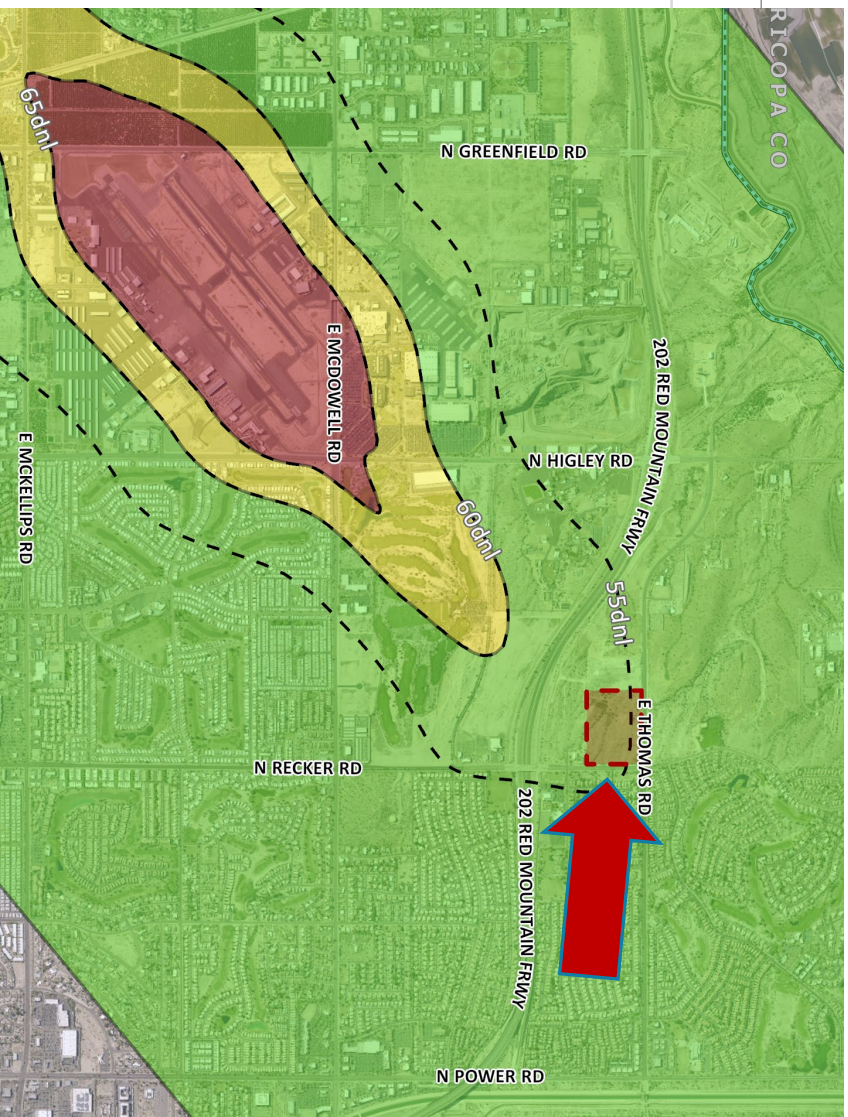 RICOPA CO
65dnl
N GREENFIELD RD
E MCDOWELL RD
202 RED MOUNTAIN FRWY
E MCKELLIPS RD
N HIGLEY RD
60dnl
55dnl
E THOMAS RD
N RECKER RD
202 RED MOUNTAIN FRWY
N POWER RD